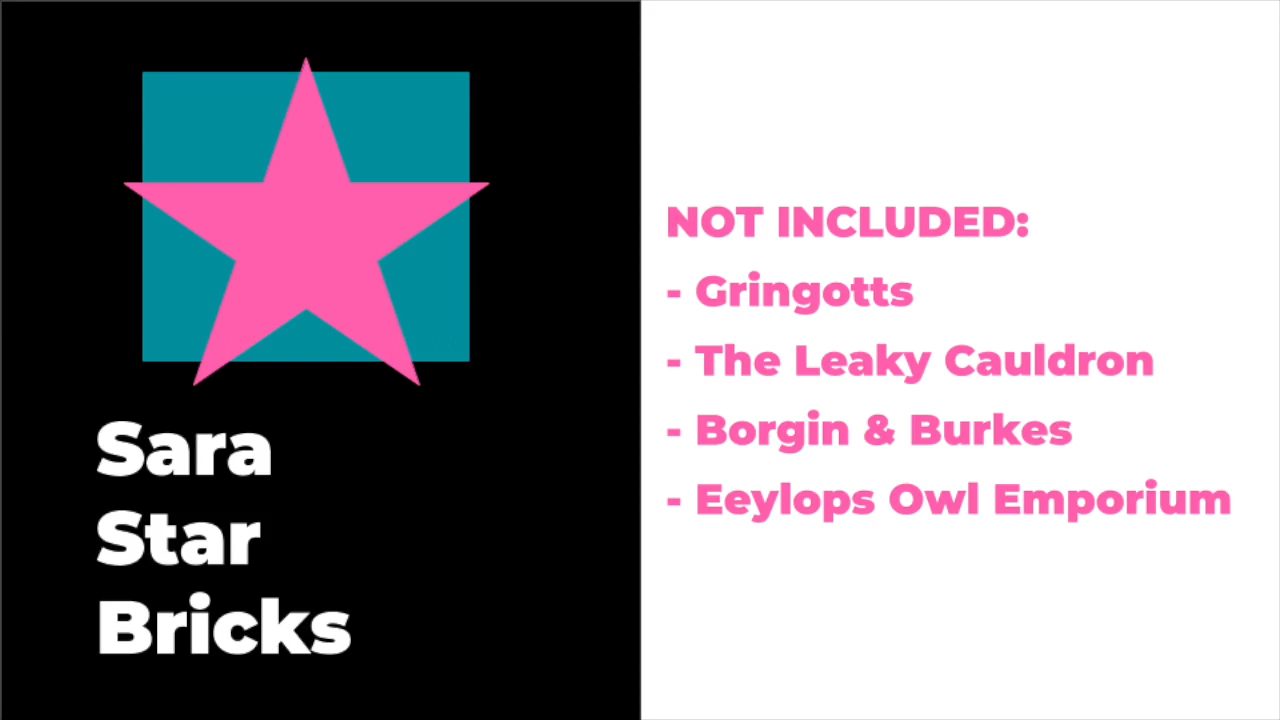 Sara
Star
Bricks
NOT INCLUDED:
- Gringotts
- The Leaky Cauldron
- Borgin & Burkes
- Eeylops Owl Emporium